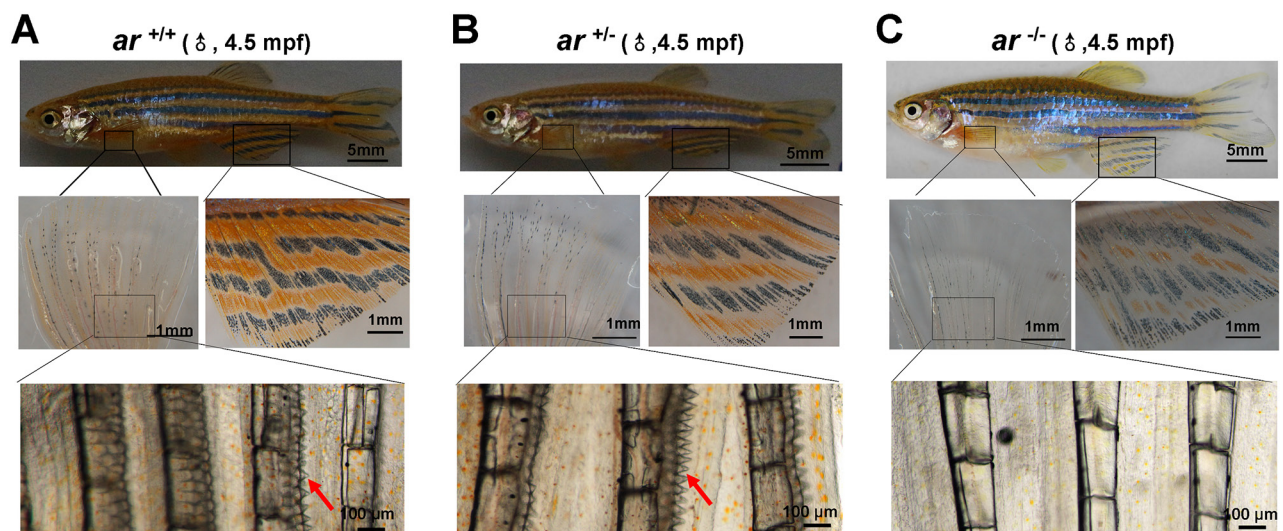 A
ar +/+ (♂, 4.5 mpf)
5mm
1mm
1mm
100 µm
B
ar +/- (♂,4.5 mpf)
5mm
1mm
1mm
100 µm
C
ar -/- (♂,4.5 mpf)
5mm
1mm
1mm
100 µm